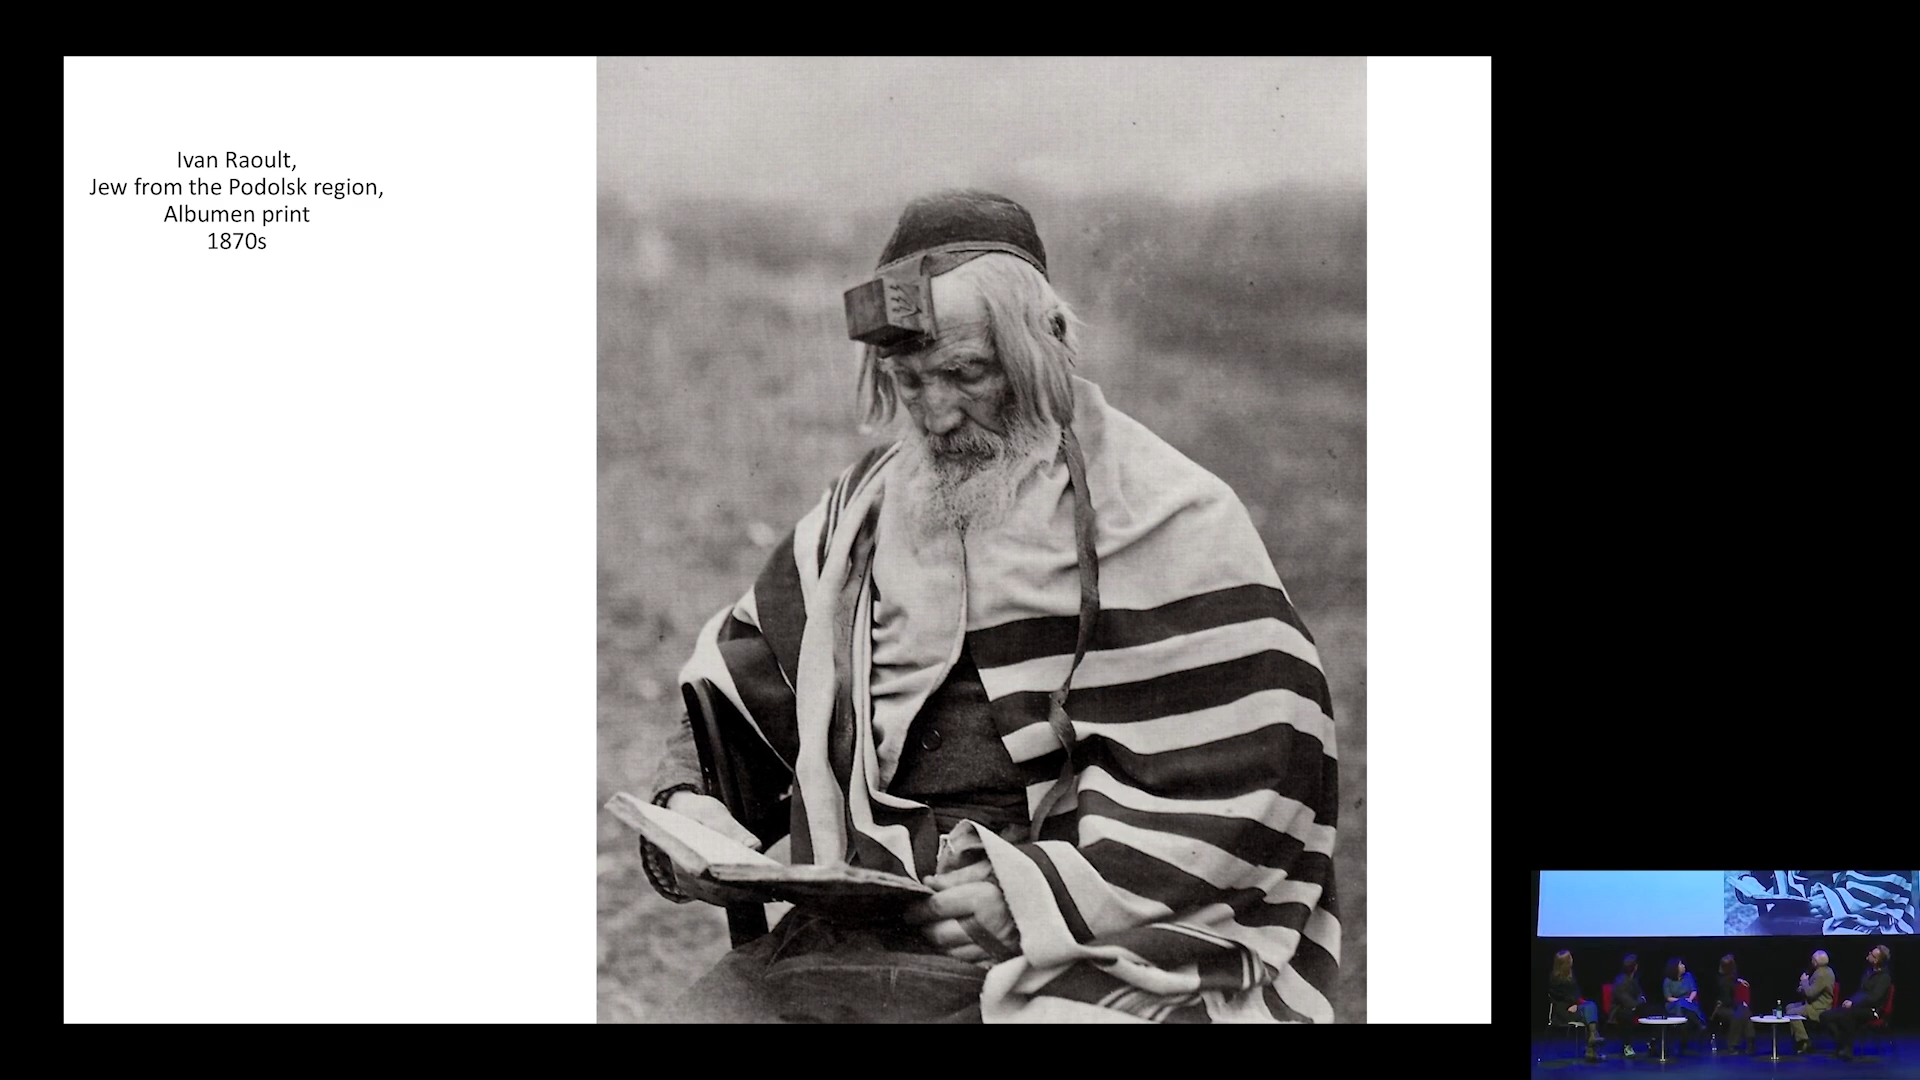 Ivan Raoult,
Jew from the Podolsk region,
Albumen print
1870s